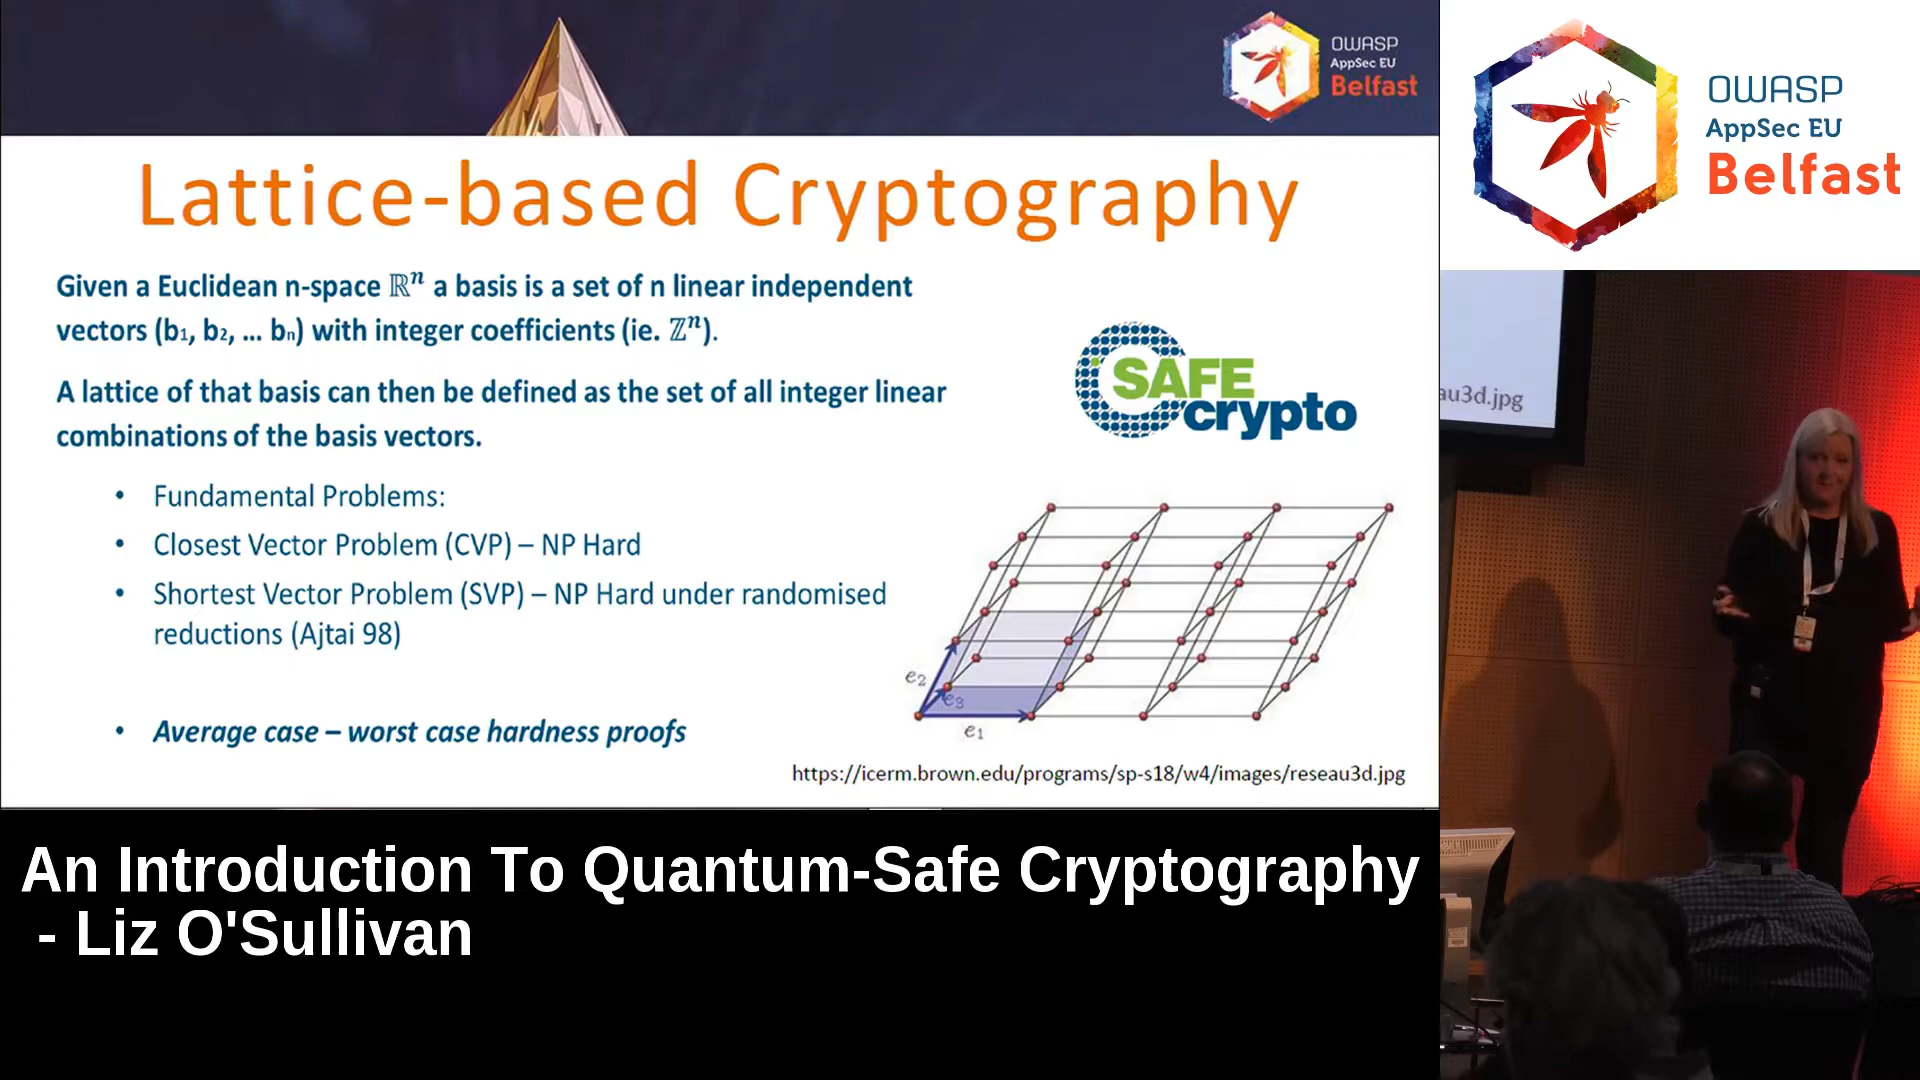 OWASP
AppSec EU
Belfast
OWASP
AppSec EU
Belfast
Lattice-based Cryptography
Given a Euclidean n-space ℝⁿ a basis is a set of n linear independent
vectors (b₁, b₂, ... bₙ) with integer coefficients (ie. ℤⁿ).
A lattice of that basis can then be defined as the set of all integer linear
combinations of the basis vectors.
SAFE
crypto
• Fundamental Problems:
• Closest Vector Problem (CVP) – NP Hard
• Shortest Vector Problem (SVP) – NP Hard under randomised
reductions (Ajtai 98)
• Average case – worst case hardness proofs
e₂
e₃
e₁
https://icerm.brown.edu/programs/sp-s18/w4/images/reseau3d.jpg
au3d.jpg
An Introduction To Quantum-Safe Cryptography
- Liz O'Sullivan